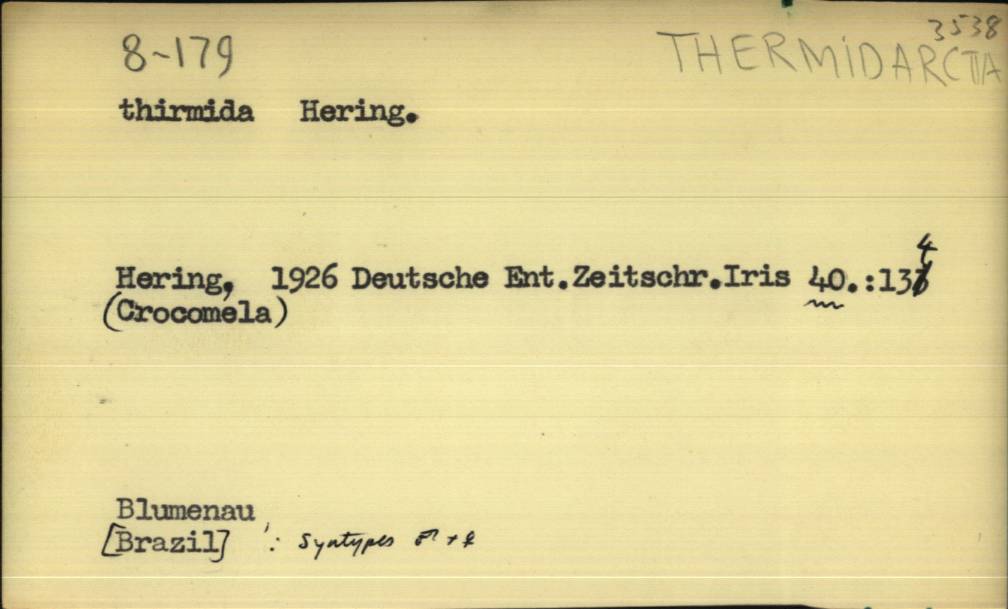 8-179
3538
THERMIDARCTIA
thirmida Hering.
Hering, 1926 Deutsche Ent.Zeitschr.Iris 40.:134
(Crocomela)
Blumenau
[Brazil] : Syntypes ♂ + ♀